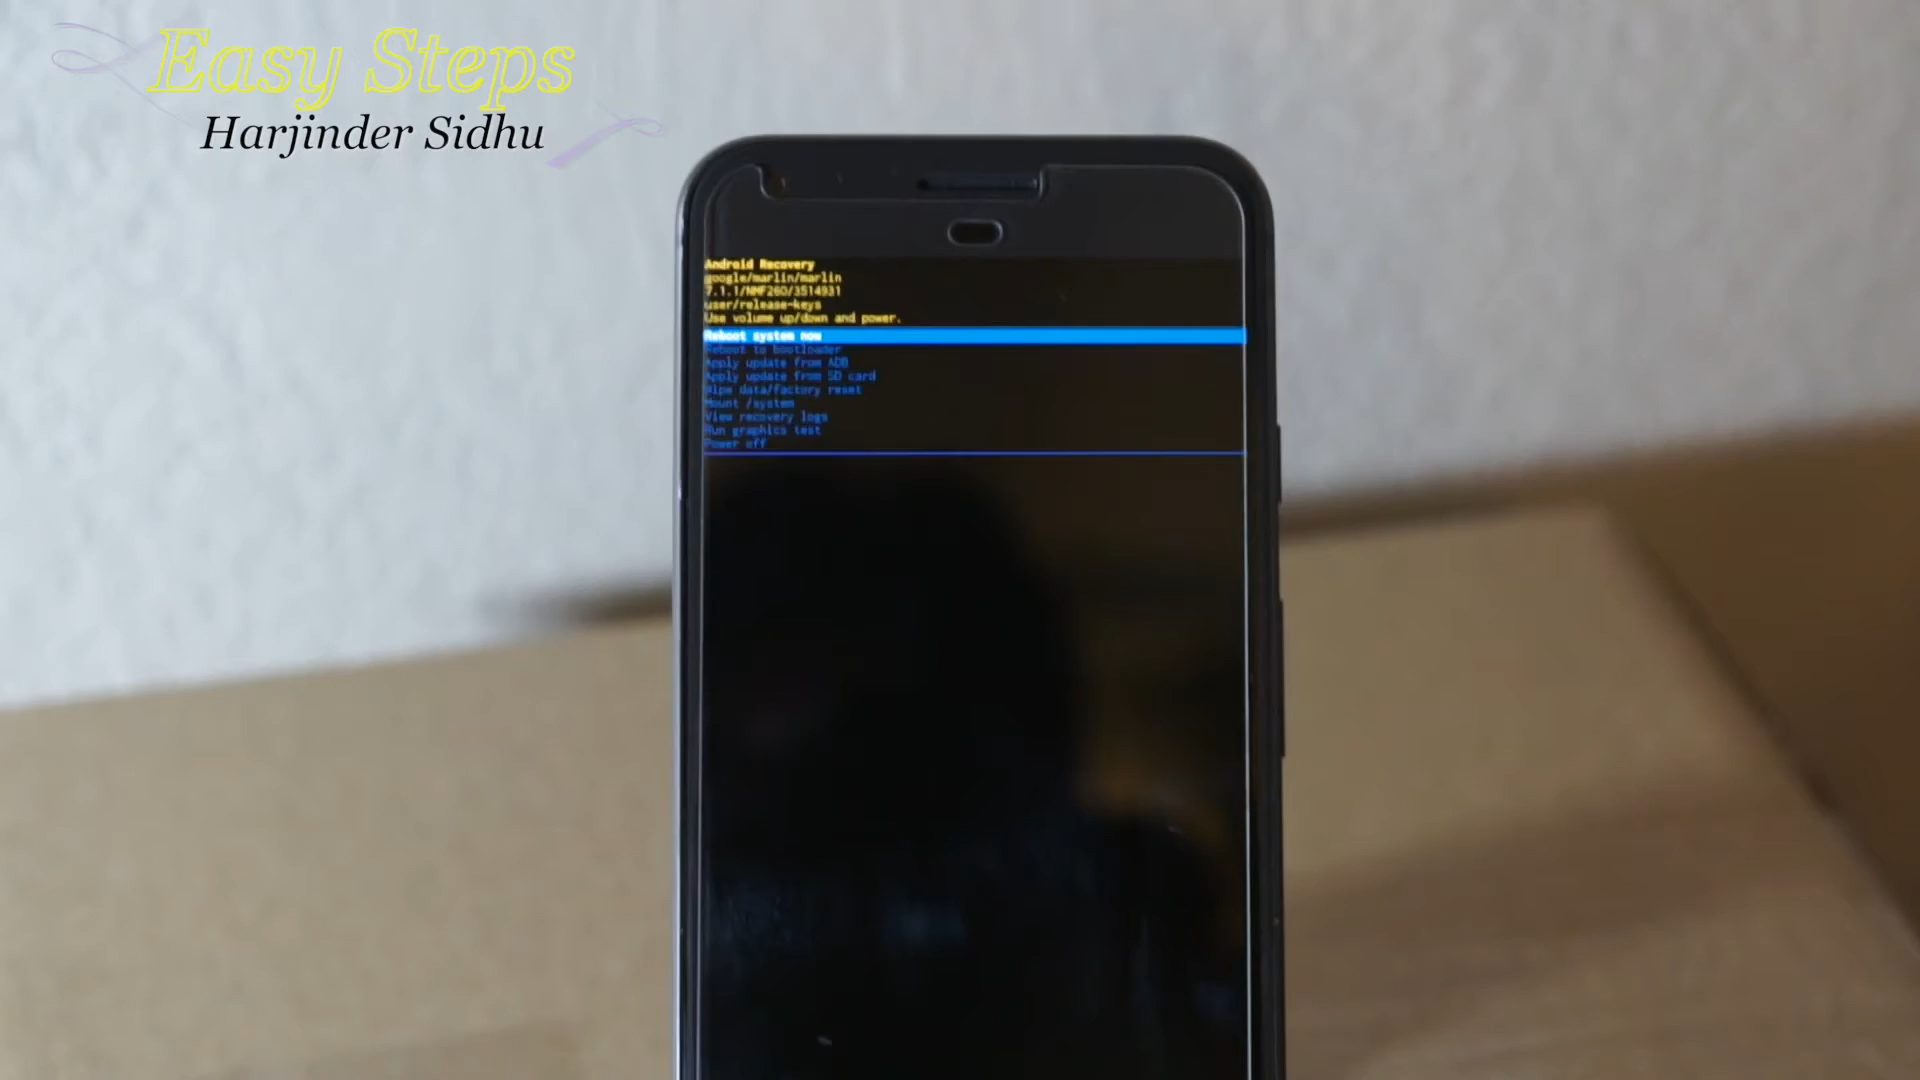 Easy Steps
Harjinder Sidhu
Android Recovery
google/marlin/marlin
7.1.1/NMF26O/3514931
user/release-keys
Use volume up/down and power.
Reboot system now
Reboot to bootloader
Apply update from ADB
Apply update from SD card
Wipe data/factory reset
Mount /system
View recovery logs
Run graphics test
Power off